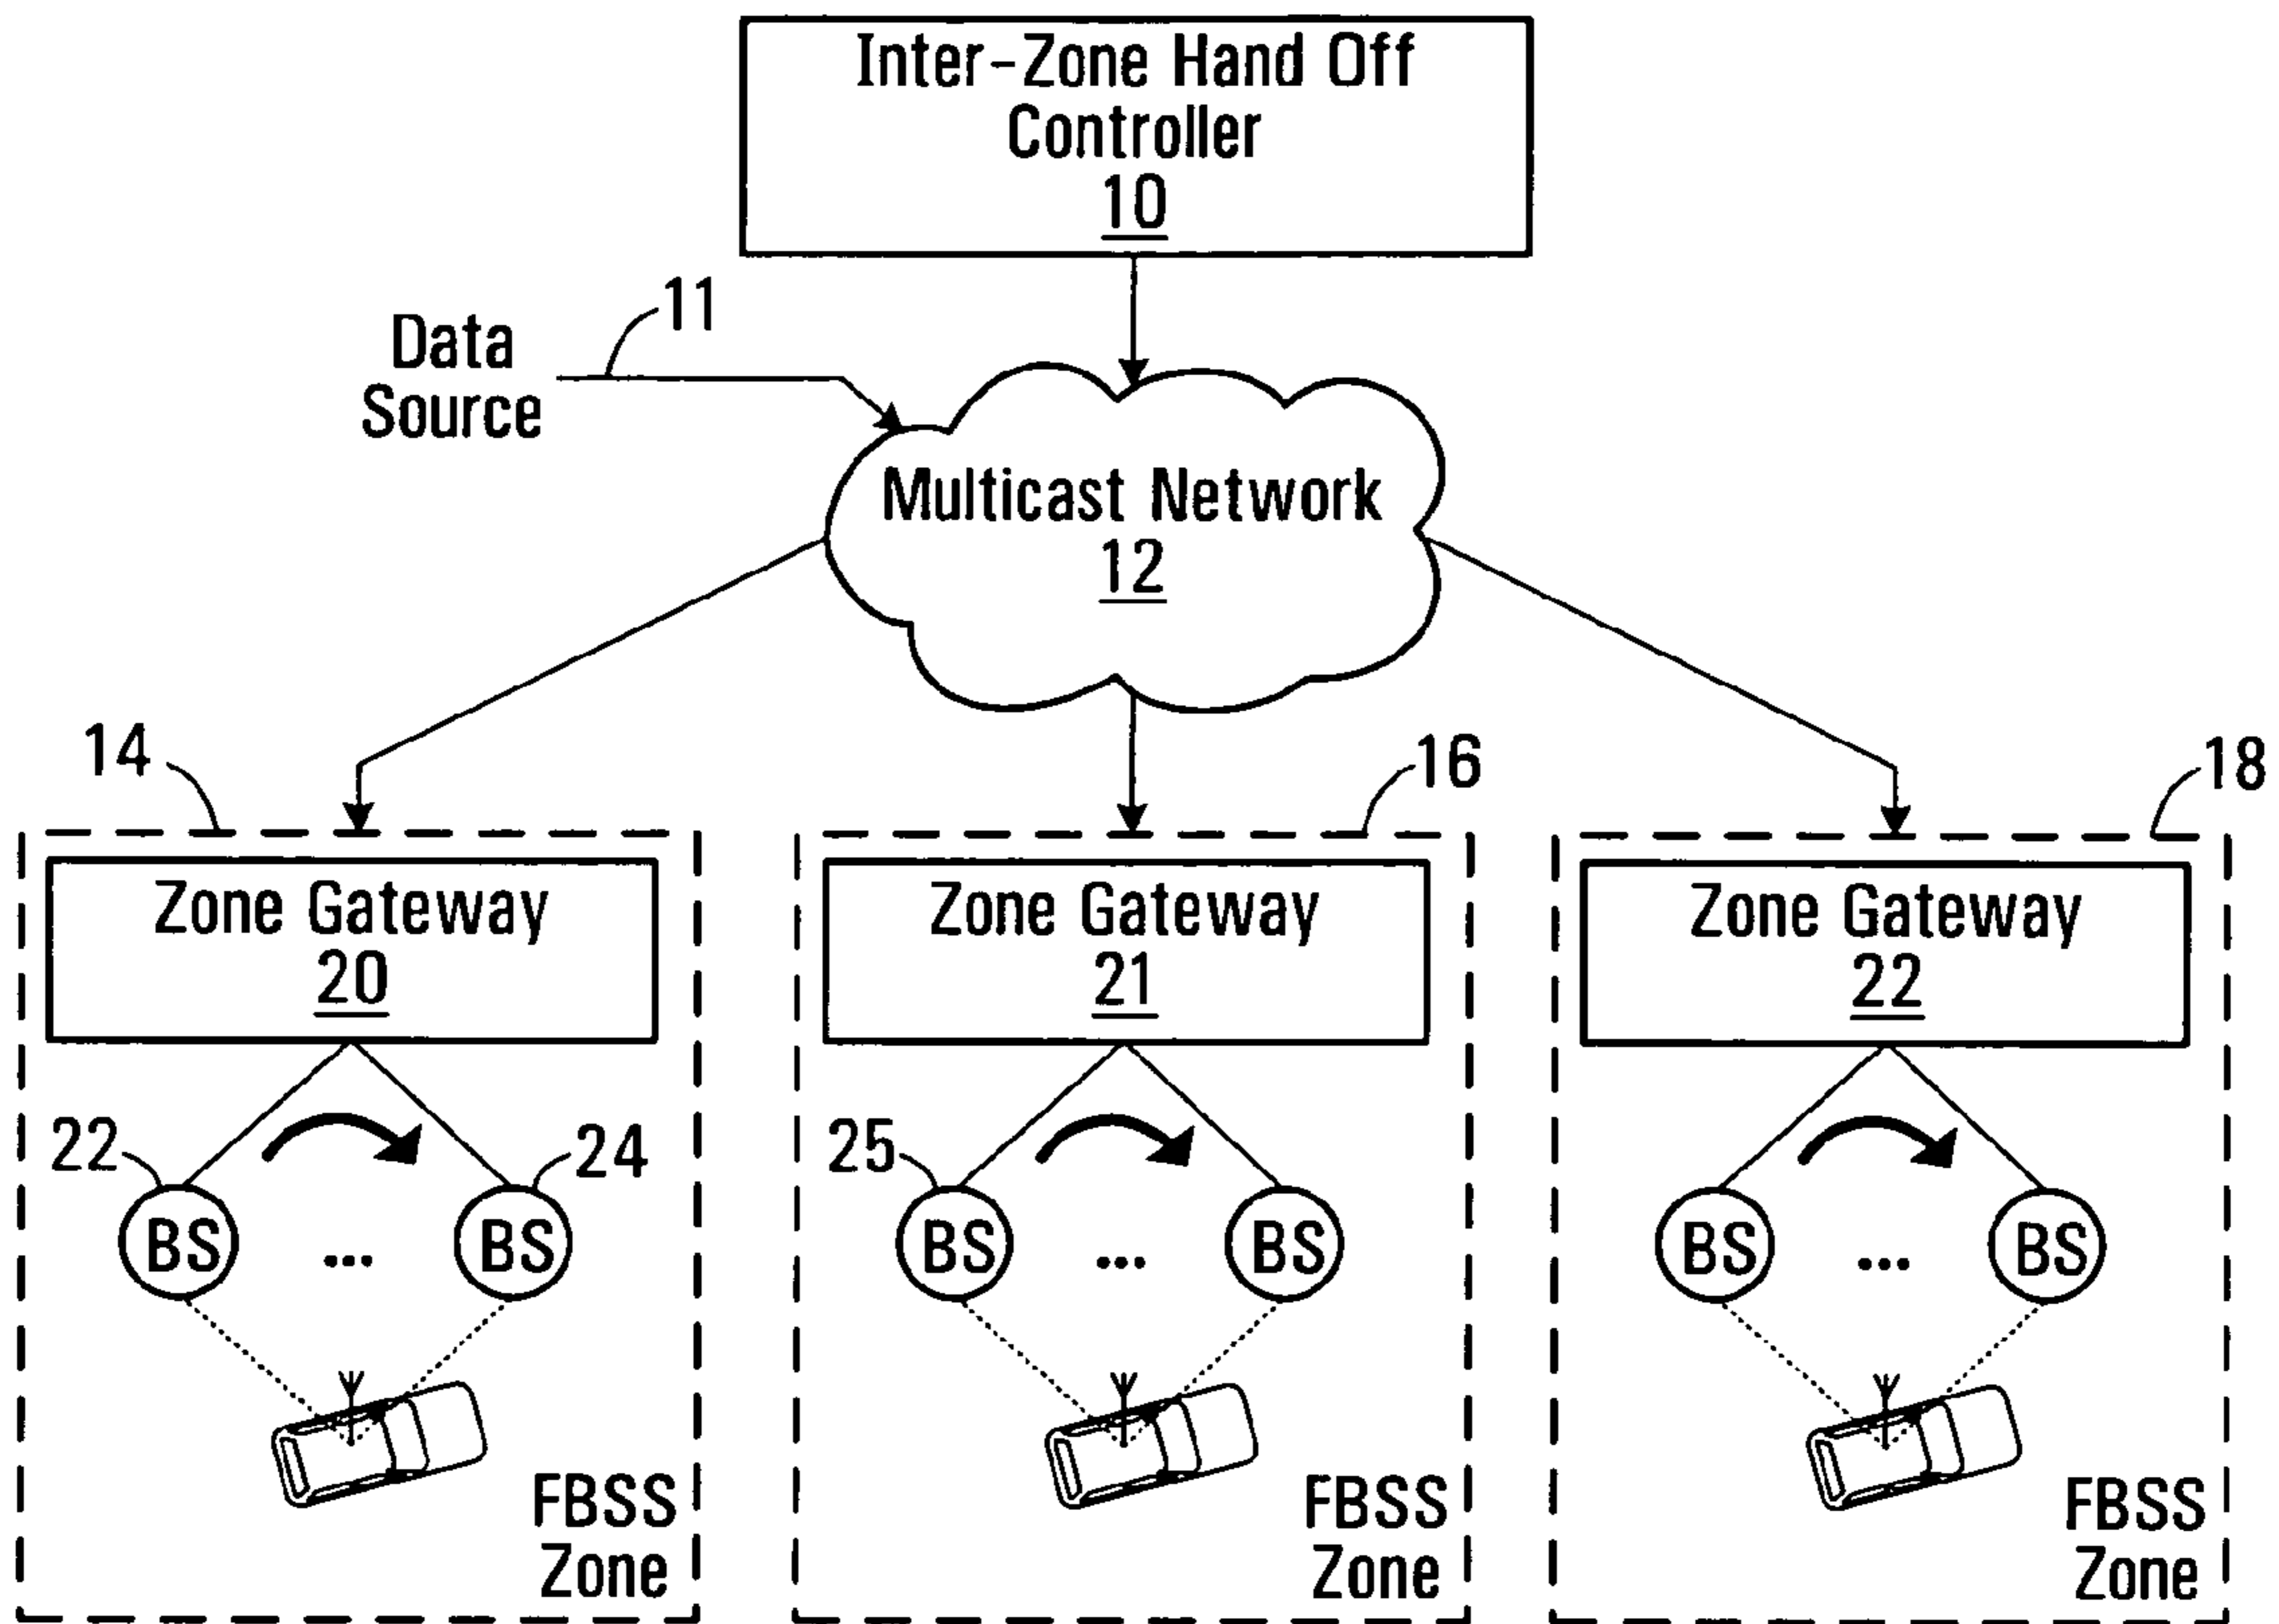 Inter-Zone Hand Off
Controller
10
11
Data
Source
Multicast Network
12
14
16
18
Zone Gateway
20
Zone Gateway
21
Zone Gateway
22
22
24
25
BS
...
BS
BS
...
BS
BS
...
BS
FBSS
Zone
FBSS
Zone
FBSS
Zone